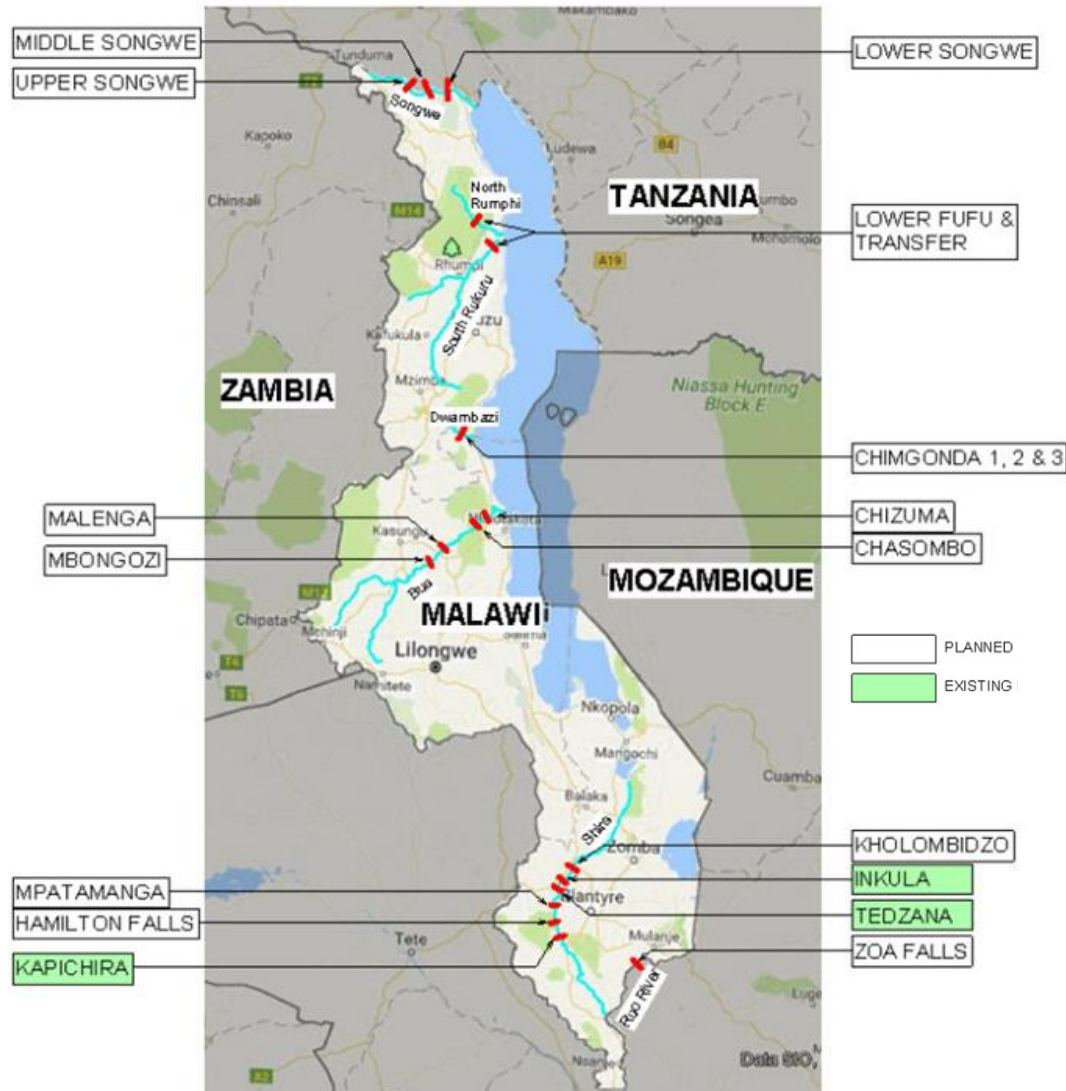 MIDDLE SONGWE
UPPER SONGWE
LOWER SONGWE
Makambako
Tunduma
T2
Songwe
Kapoko
Ludewa
B4
Chinsali
M14
North
Rumphi
TANZANIA
Songea
LOWER FUFU &
TRANSFER
A19
Rhumpi
South Rukuru
Kafukula
ZAMBIA
Mzimba
Niassa Hunting
Block E
Dwambazi
CHIMGONDA 1, 2 & 3
MALENGA
Kasungu
CHIZUMA
MBONGOZI
CHASOMBO
Bua
MOZAMBIQUE
M12
Chipata
MALAWI
Mchinji
PLANNED
Lilongwe
T4
T6
Namitete
EXISTING
Nkopola
Mangochi
Cuamba
Balaka
Shire
KHOLOMBIDZO
Zomba
INKULA
MPATAMANGA
Blantyre
TEDZANA
HAMILTON FALLS
Tete
Mulanje
ZOA FALLS
KAPICHIRA
Ruo River
Data SIO,